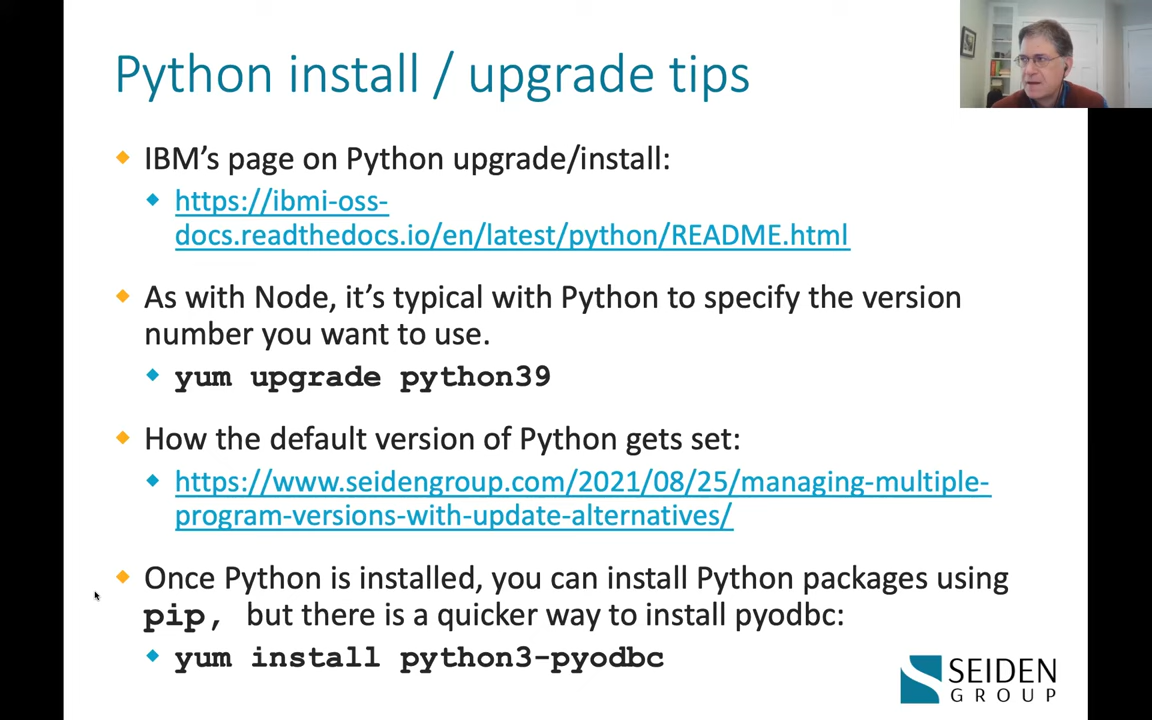 Python install / upgrade tips
IBM’s page on Python upgrade/install:
https://ibmi-oss-
docs.readthedocs.io/en/latest/python/README.html
As with Node, it’s typical with Python to specify the version
number you want to use.
yum upgrade python39
How the default version of Python gets set:
https://www.seidengroup.com/2021/08/25/managing-multiple-
program-versions-with-update-alternatives/
Once Python is installed, you can install Python packages using
pip, but there is a quicker way to install pyodbc:
yum install python3-pyodbc
SEIDEN
GROUP